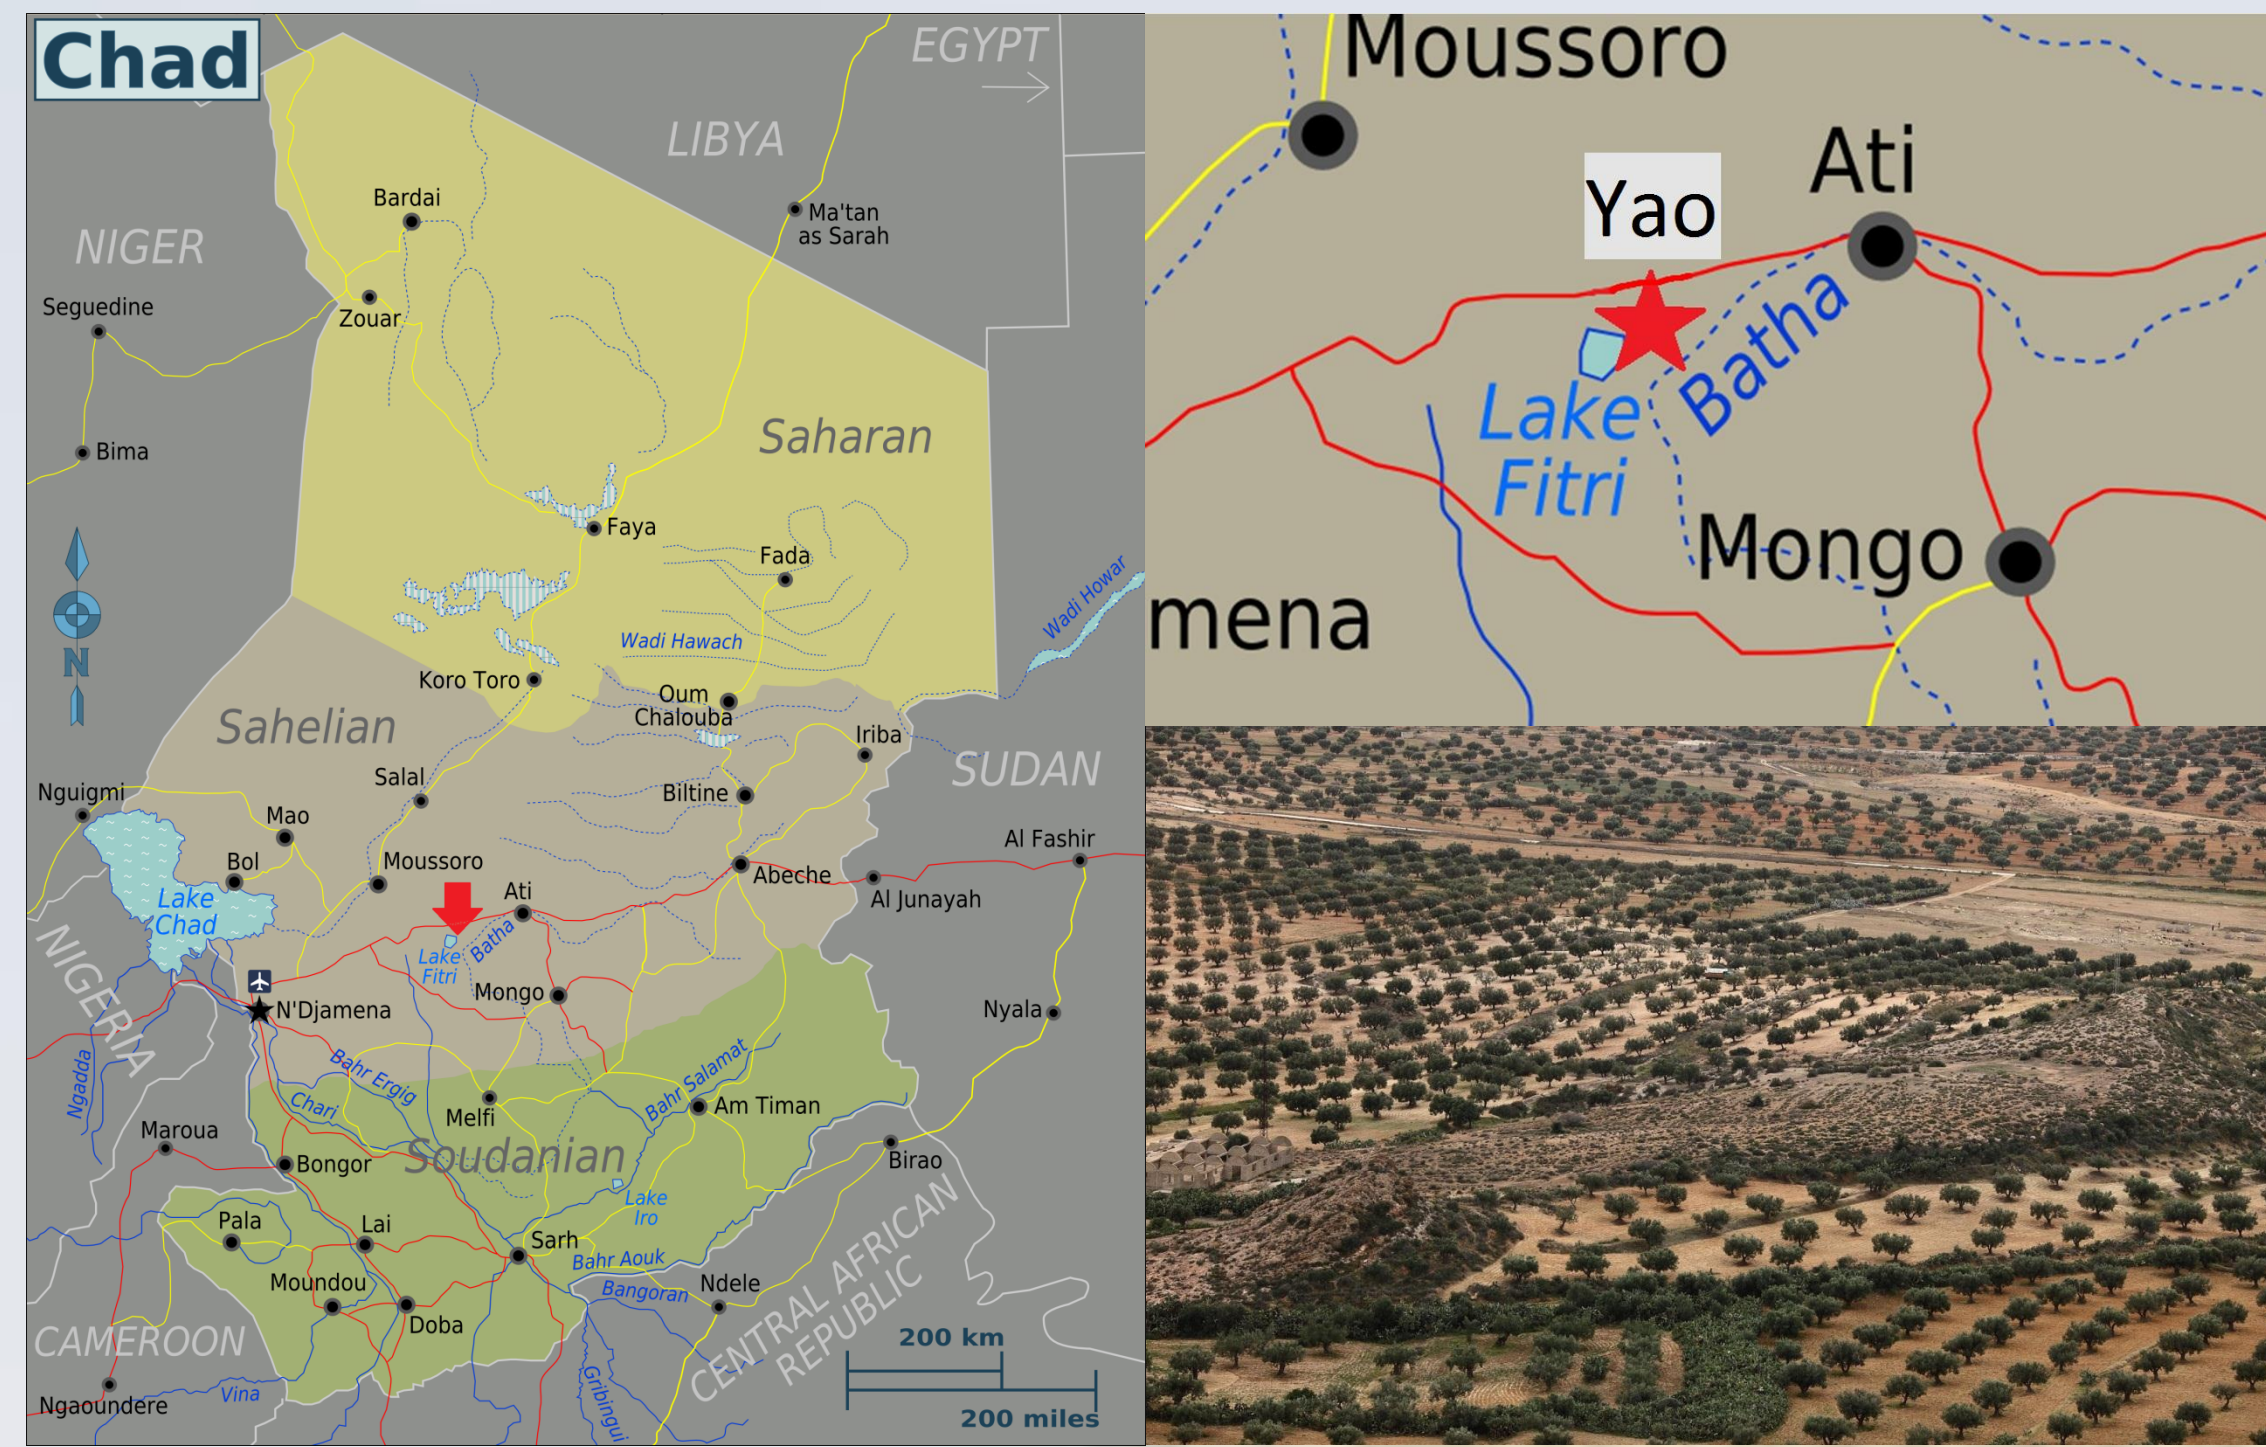 Chad
EGYPT
LIBYA
Bardai
Ma'tan
as Sarah
NIGER
Seguedine
Zouar
Saharan
Bima
Faya
Fada
Wadi Howar
Wadi Hawach
N
Koro Toro
Oum
Chalouba
Sahelian
Iriba
SUDAN
Salal
Nguigmi
Biltine
Mao
Al Fashir
Bol
Moussoro
Abeche
Ati
Al Junayah
Lake
Chad
Batha
Lake
Fitri
NIGERIA
Mongo
N'Djamena
Nyala
Ngadda
Bahr Ergig
Bahr Salamat
Chari
Melfi
Am Timan
Maroua
Soudanian
Bongor
Birao
Lake
Iro
Pala
Lai
Sarh
Bahr Aouk
Moundou
Bangoran
Ndele
CENTRAL AFRICAN
REPUBLIC
Doba
CAMEROON
200 km
Gribingui
Vina
Ngaoundere
200 miles
Moussoro
Ati
Yao
Batha
Lake
Fitri
Mongo
mena